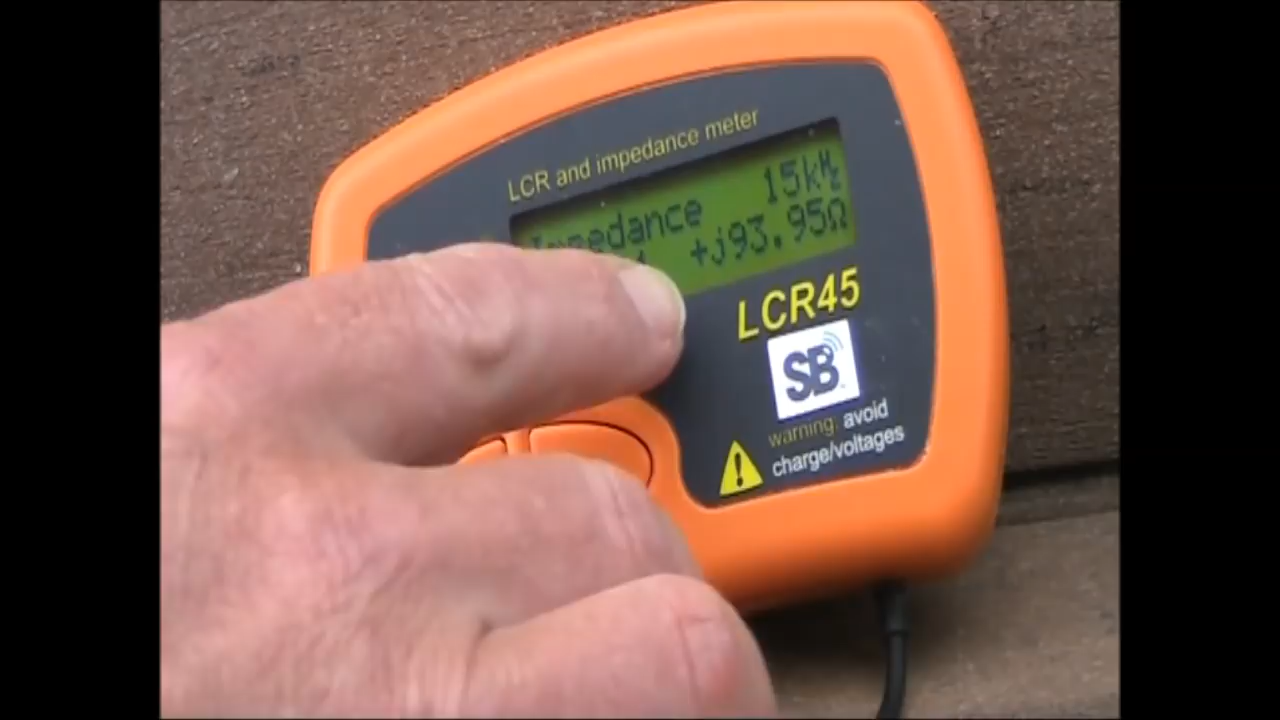 LCR and impedance meter
Impedance 15kHz
+j93.95Ω
LCR45
SB
warning: avoid
charge/voltages